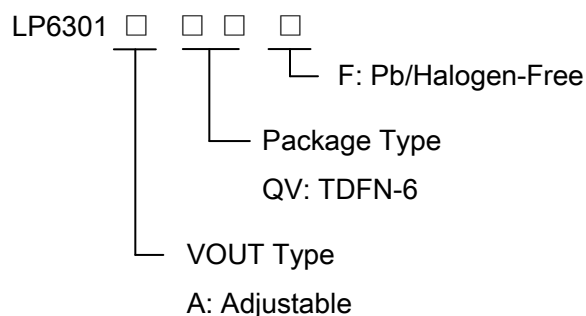 LP6301 □ □ □ □
F: Pb/Halogen-Free
Package Type
QV: TDFN-6
VOUT Type
A: Adjustable